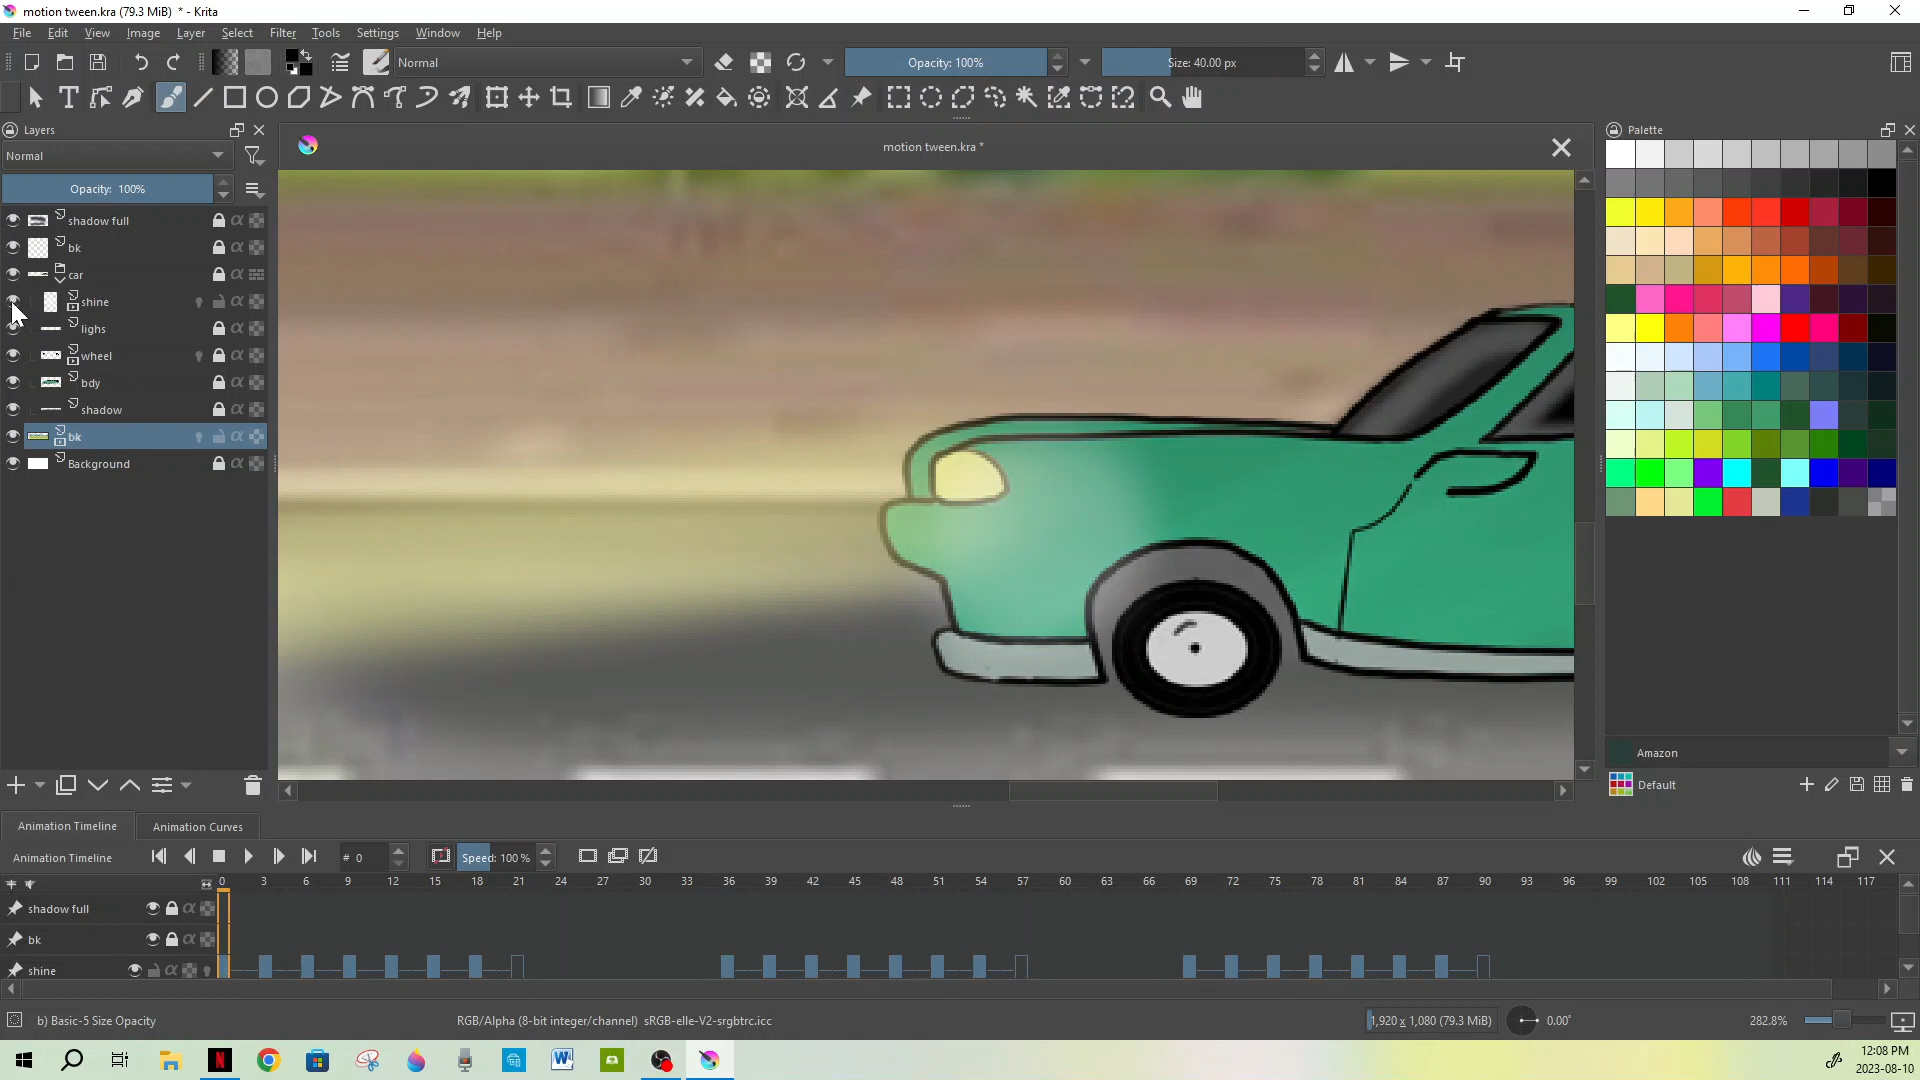 motion tween.kra (79.3 MiB) * - Krita
File Edit View Image Layer Select Filter Tools Settings Window Help
Normal
Opacity: 100%
Size: 40.00 px
Layers
Normal
Opacity: 100%
shadow full
bk
car
shine
lighs
wheel
bdy
shadow
bk
Background
motion tween.kra *
Palette
Amazon
Default
Animation Timeline
Animation Curves
Animation Timeline
# 0
Speed: 100 %
0 3 6 9 12 15 18 21 24 27 30 33 36 39 42 45 48 51 54 57 60 63 66 69 72 75 78 81 84 87 90 93 96 99 102 105 108 111 114 117
shadow full
bk
shine
b) Basic-5 Size Opacity
RGB/Alpha (8-bit integer/channel) sRGB-elle-V2-srgbtrc.icc
1,920 x 1,080 (79.3 MiB)
0.00°
282.8%
12:08 PM
2023-08-10